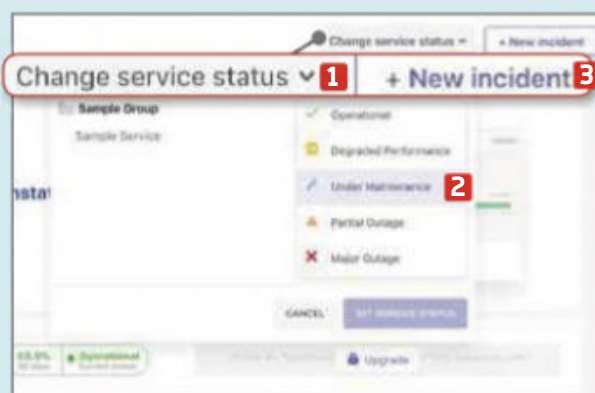 Change service status + New incident
Change service status 1 + New incident 3
Sample Group
Sample Service
Operational
Degraded Performance
Under Maintenance 2
Partial Outage
Major Outage
nstat
CANCEL SET SERVICE STATUS
Operational
Upgrade